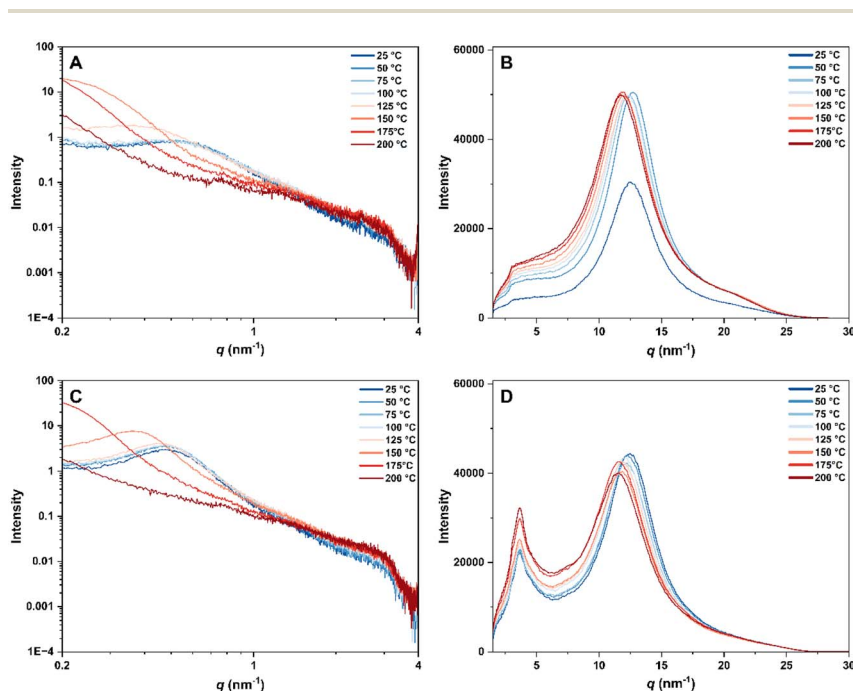 A
B
100
10
1
0.1
0.01
0.001
1E−4
Intensity
0.2
1
4
q (nm⁻¹)
25 °C
50 °C
75 °C
100 °C
125 °C
150 °C
175°C
200 °C
60000
40000
20000
0
Intensity
5
10
15
20
25
30
q (nm⁻¹)
25 °C
50 °C
75 °C
100 °C
125 °C
150 °C
175°C
200 °C
C
D
100
10
1
0.1
0.01
0.001
1E−4
Intensity
0.2
1
4
q (nm⁻¹)
25 °C
50 °C
75 °C
100 °C
125 °C
150 °C
175°C
200 °C
60000
40000
20000
0
Intensity
5
10
15
20
25
30
q (nm⁻¹)
25 °C
50 °C
75 °C
100 °C
125 °C
150 °C
175°C
200 °C